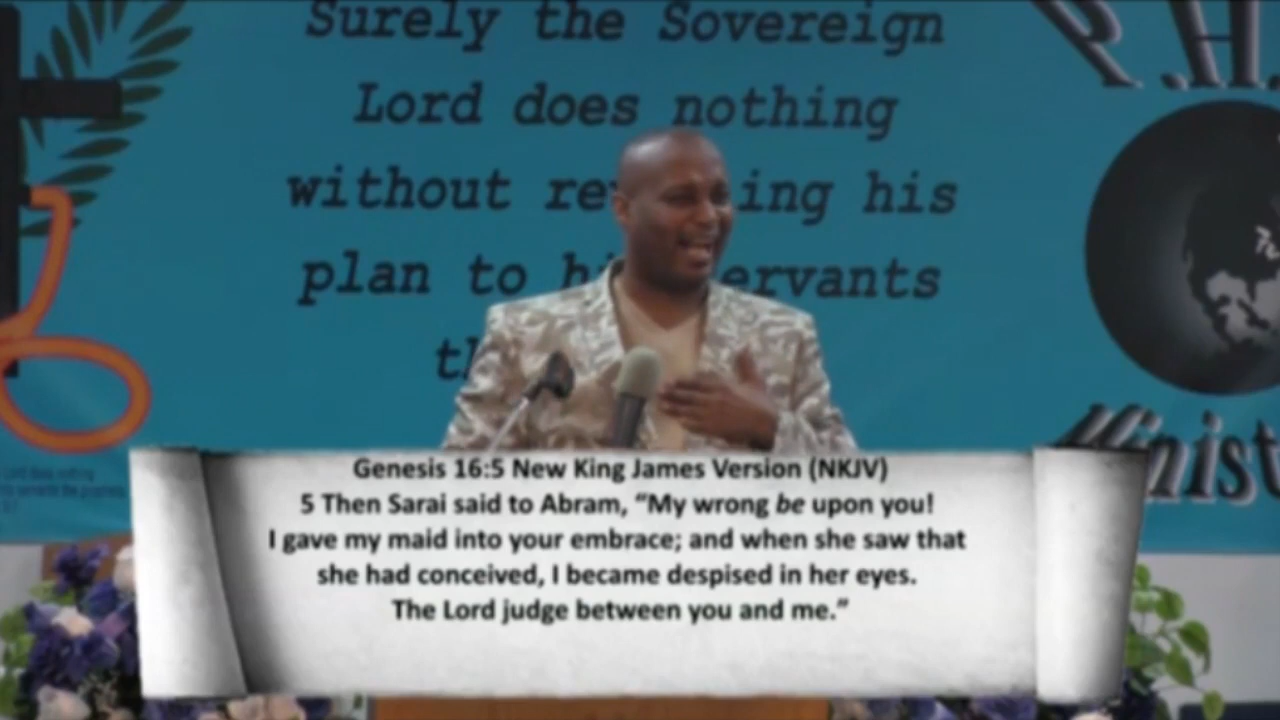 Surely the Sovereign
Lord does nothing
without re ing his
plan to h ervants
P.H.
Minist
Genesis 16:5 New King James Version (NKJV)
5 Then Sarai said to Abram, “My wrong be upon you!
I gave my maid into your embrace; and when she saw that
she had conceived, I became despised in her eyes.
The Lord judge between you and me.”